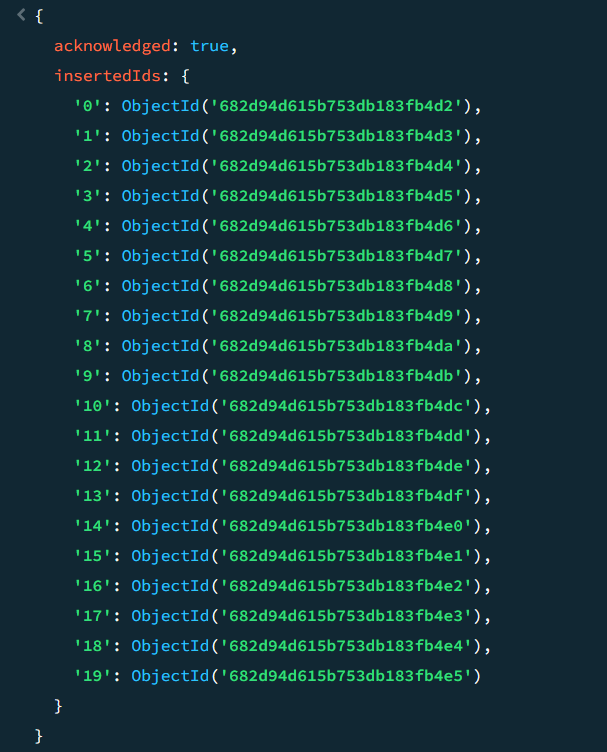 {
  acknowledged: true,
  insertedIds: {
    '0': ObjectId('682d94d615b753db183fb4d2'),
    '1': ObjectId('682d94d615b753db183fb4d3'),
    '2': ObjectId('682d94d615b753db183fb4d4'),
    '3': ObjectId('682d94d615b753db183fb4d5'),
    '4': ObjectId('682d94d615b753db183fb4d6'),
    '5': ObjectId('682d94d615b753db183fb4d7'),
    '6': ObjectId('682d94d615b753db183fb4d8'),
    '7': ObjectId('682d94d615b753db183fb4d9'),
    '8': ObjectId('682d94d615b753db183fb4da'),
    '9': ObjectId('682d94d615b753db183fb4db'),
    '10': ObjectId('682d94d615b753db183fb4dc'),
    '11': ObjectId('682d94d615b753db183fb4dd'),
    '12': ObjectId('682d94d615b753db183fb4de'),
    '13': ObjectId('682d94d615b753db183fb4df'),
    '14': ObjectId('682d94d615b753db183fb4e0'),
    '15': ObjectId('682d94d615b753db183fb4e1'),
    '16': ObjectId('682d94d615b753db183fb4e2'),
    '17': ObjectId('682d94d615b753db183fb4e3'),
    '18': ObjectId('682d94d615b753db183fb4e4'),
    '19': ObjectId('682d94d615b753db183fb4e5')
  }
}